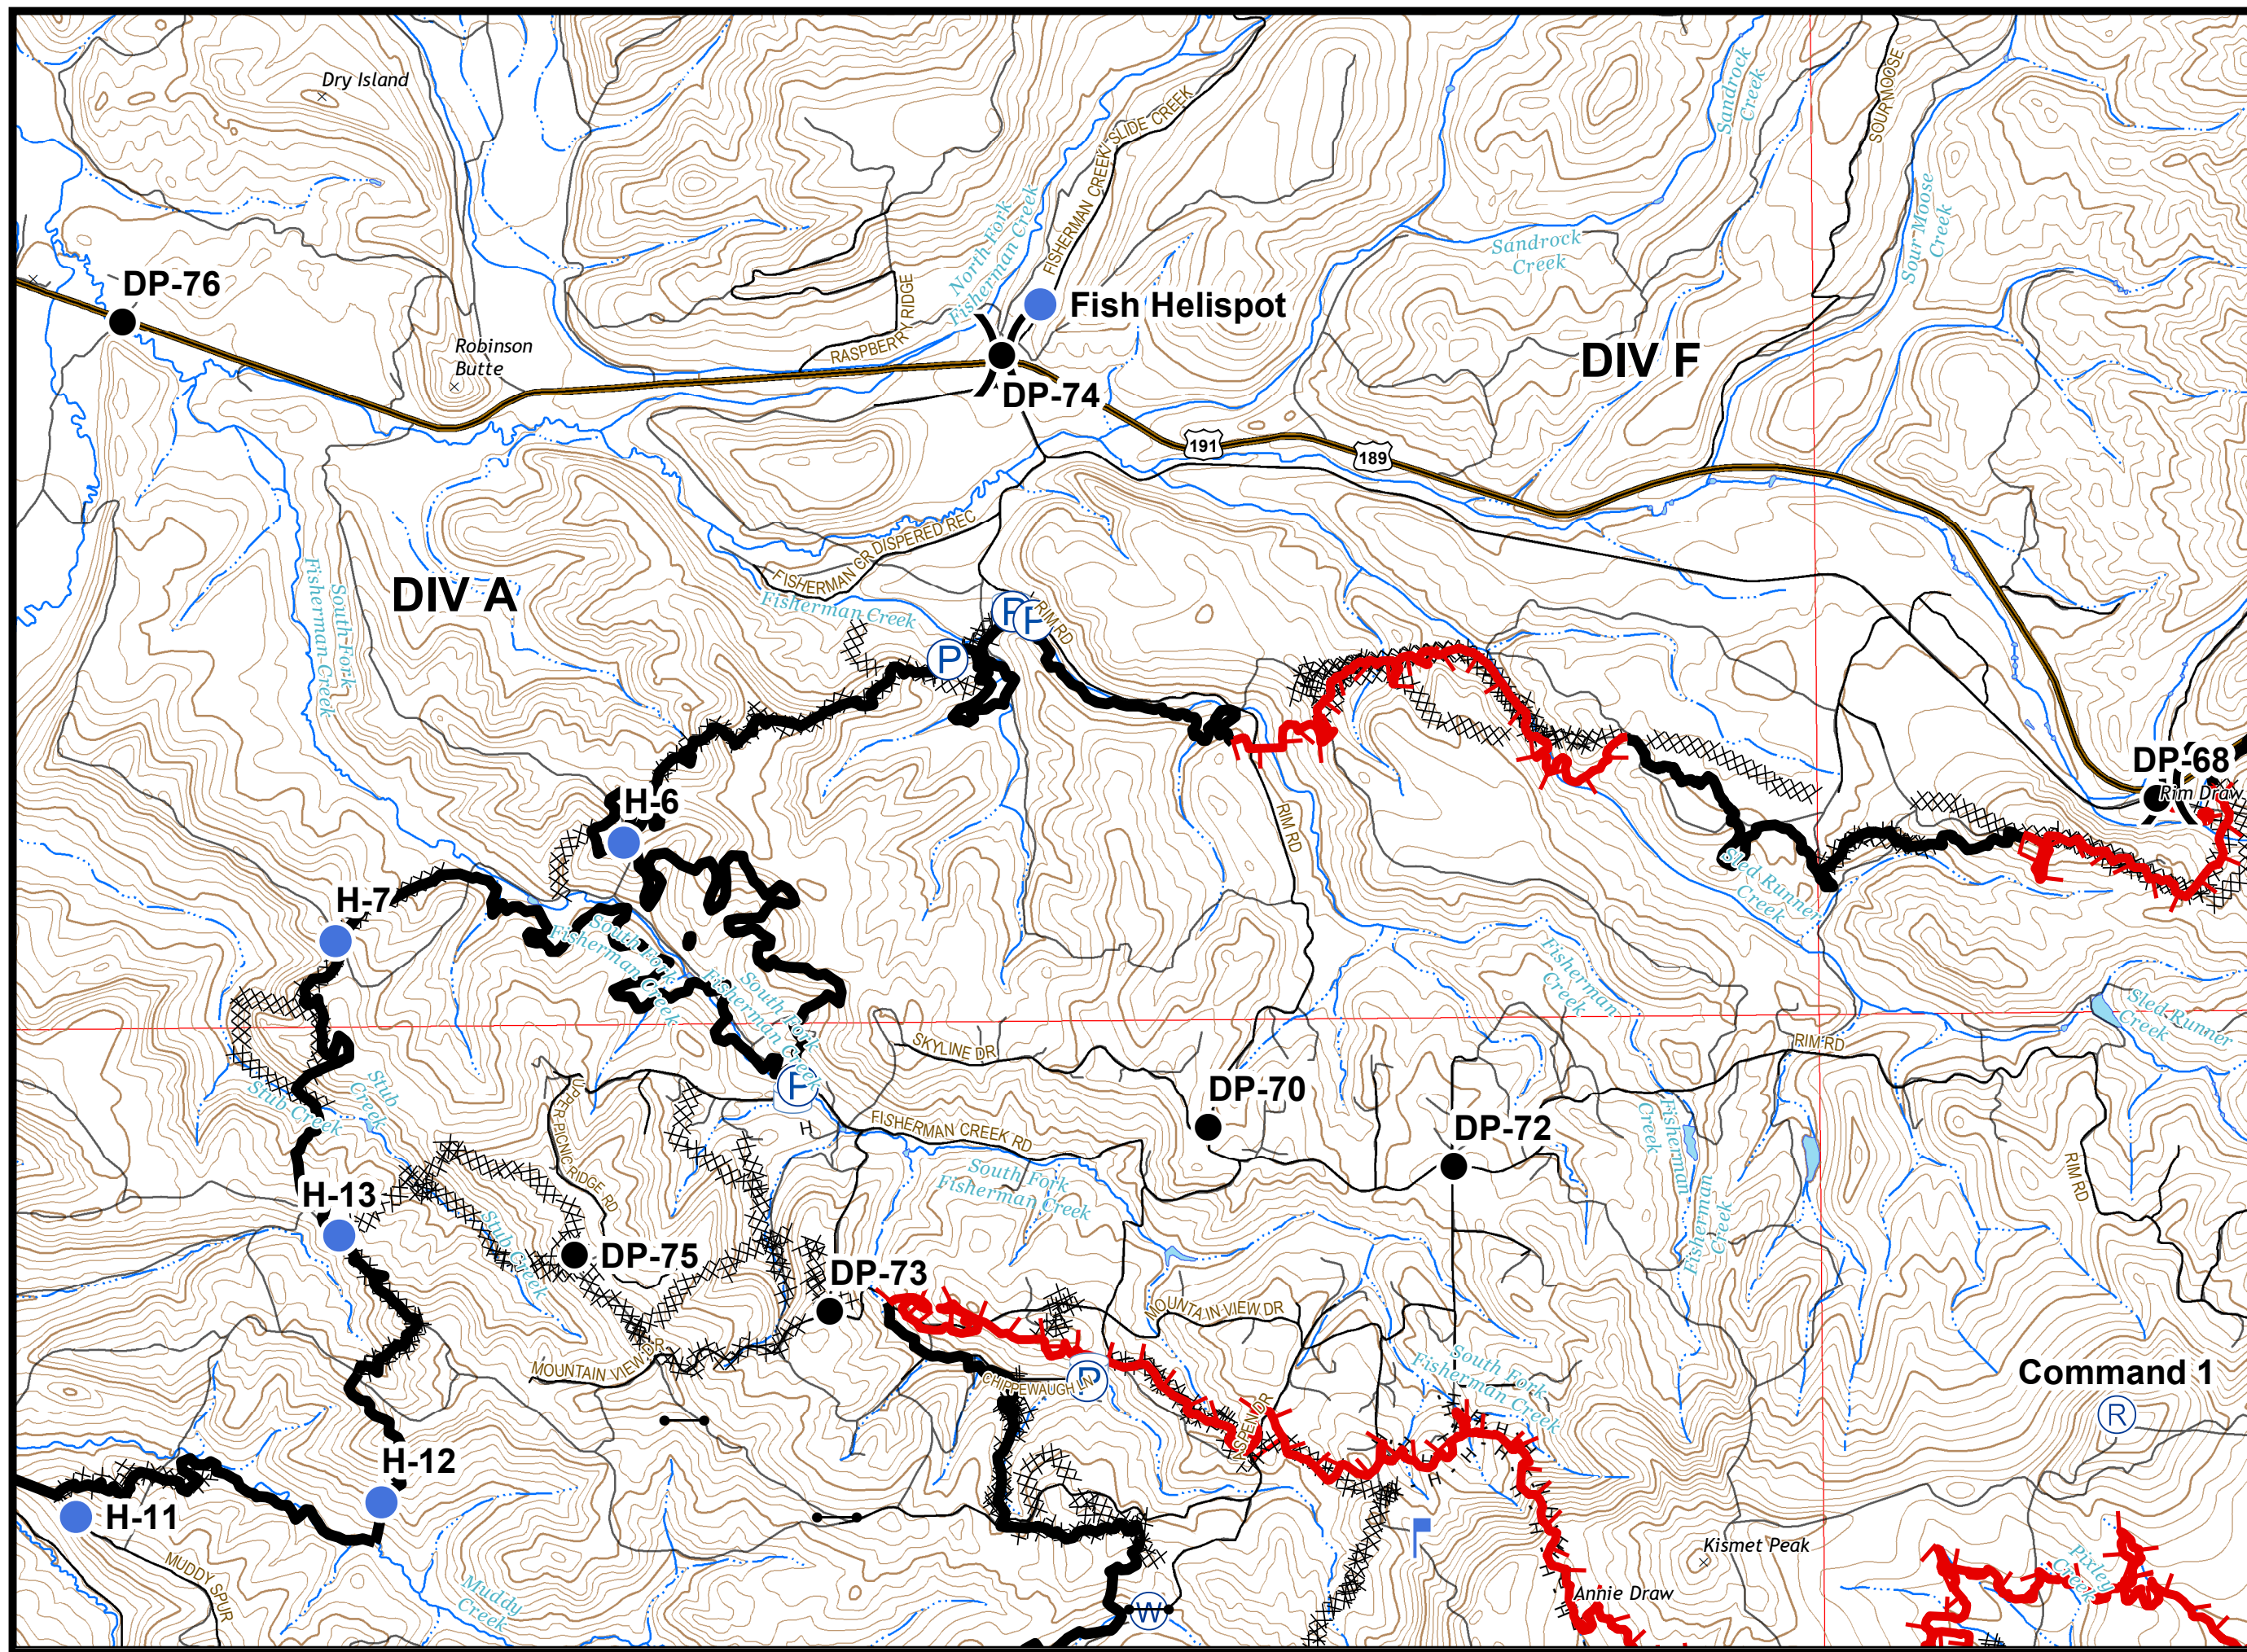 Dry Island
Sandrock
Creek
SOURMOOSE
FISHERMAN CREEK/ SLIDE CREEK
North Fork
Fisherman Creek
Sour Moose
Creek
Sandrock
Creek
DP-76
RASPBERRY RIDGE
RASPBERRY RIDGE
Fish Helispot
Robinson
Butte
DP-74
DIV F
191
189
FISHERMAN CR DISPERED REC
South Fork
Fisherman Creek
DIV A
Fisherman Creek
P
RIM RD
P
DP-68
Rim Draw
H-6
RIM RD
Sled Runner
Creek
H-7
South Fork
Fisherman Creek
South Fork
Fisherman Creek
Fisherman
Creek
Sled Runner
Creek
SKYLINE DR
RIM RD
Stub Creek
Stub
Creek
UPPER PICNIC RIDGE RD
DP-70
H
FISHERMAN CREEK RD
DP-72
Fisherman
Creek
South Fork
Fisherman Creek
Fisherman
Creek
RIM RD
H-13
Stub Creek
DP-75
DP-73
MOUNTAIN VIEW DR
MOUNTAIN VIEW DR
CHIPPEWAUGH LN
P
South Fork
Fisherman Creek
ASPEN DR
Command 1
R
H-12
H-11
Kismet Peak
MUDDY SPUR
Muddy
Creek
Annie Draw
Pixley
Creek
W